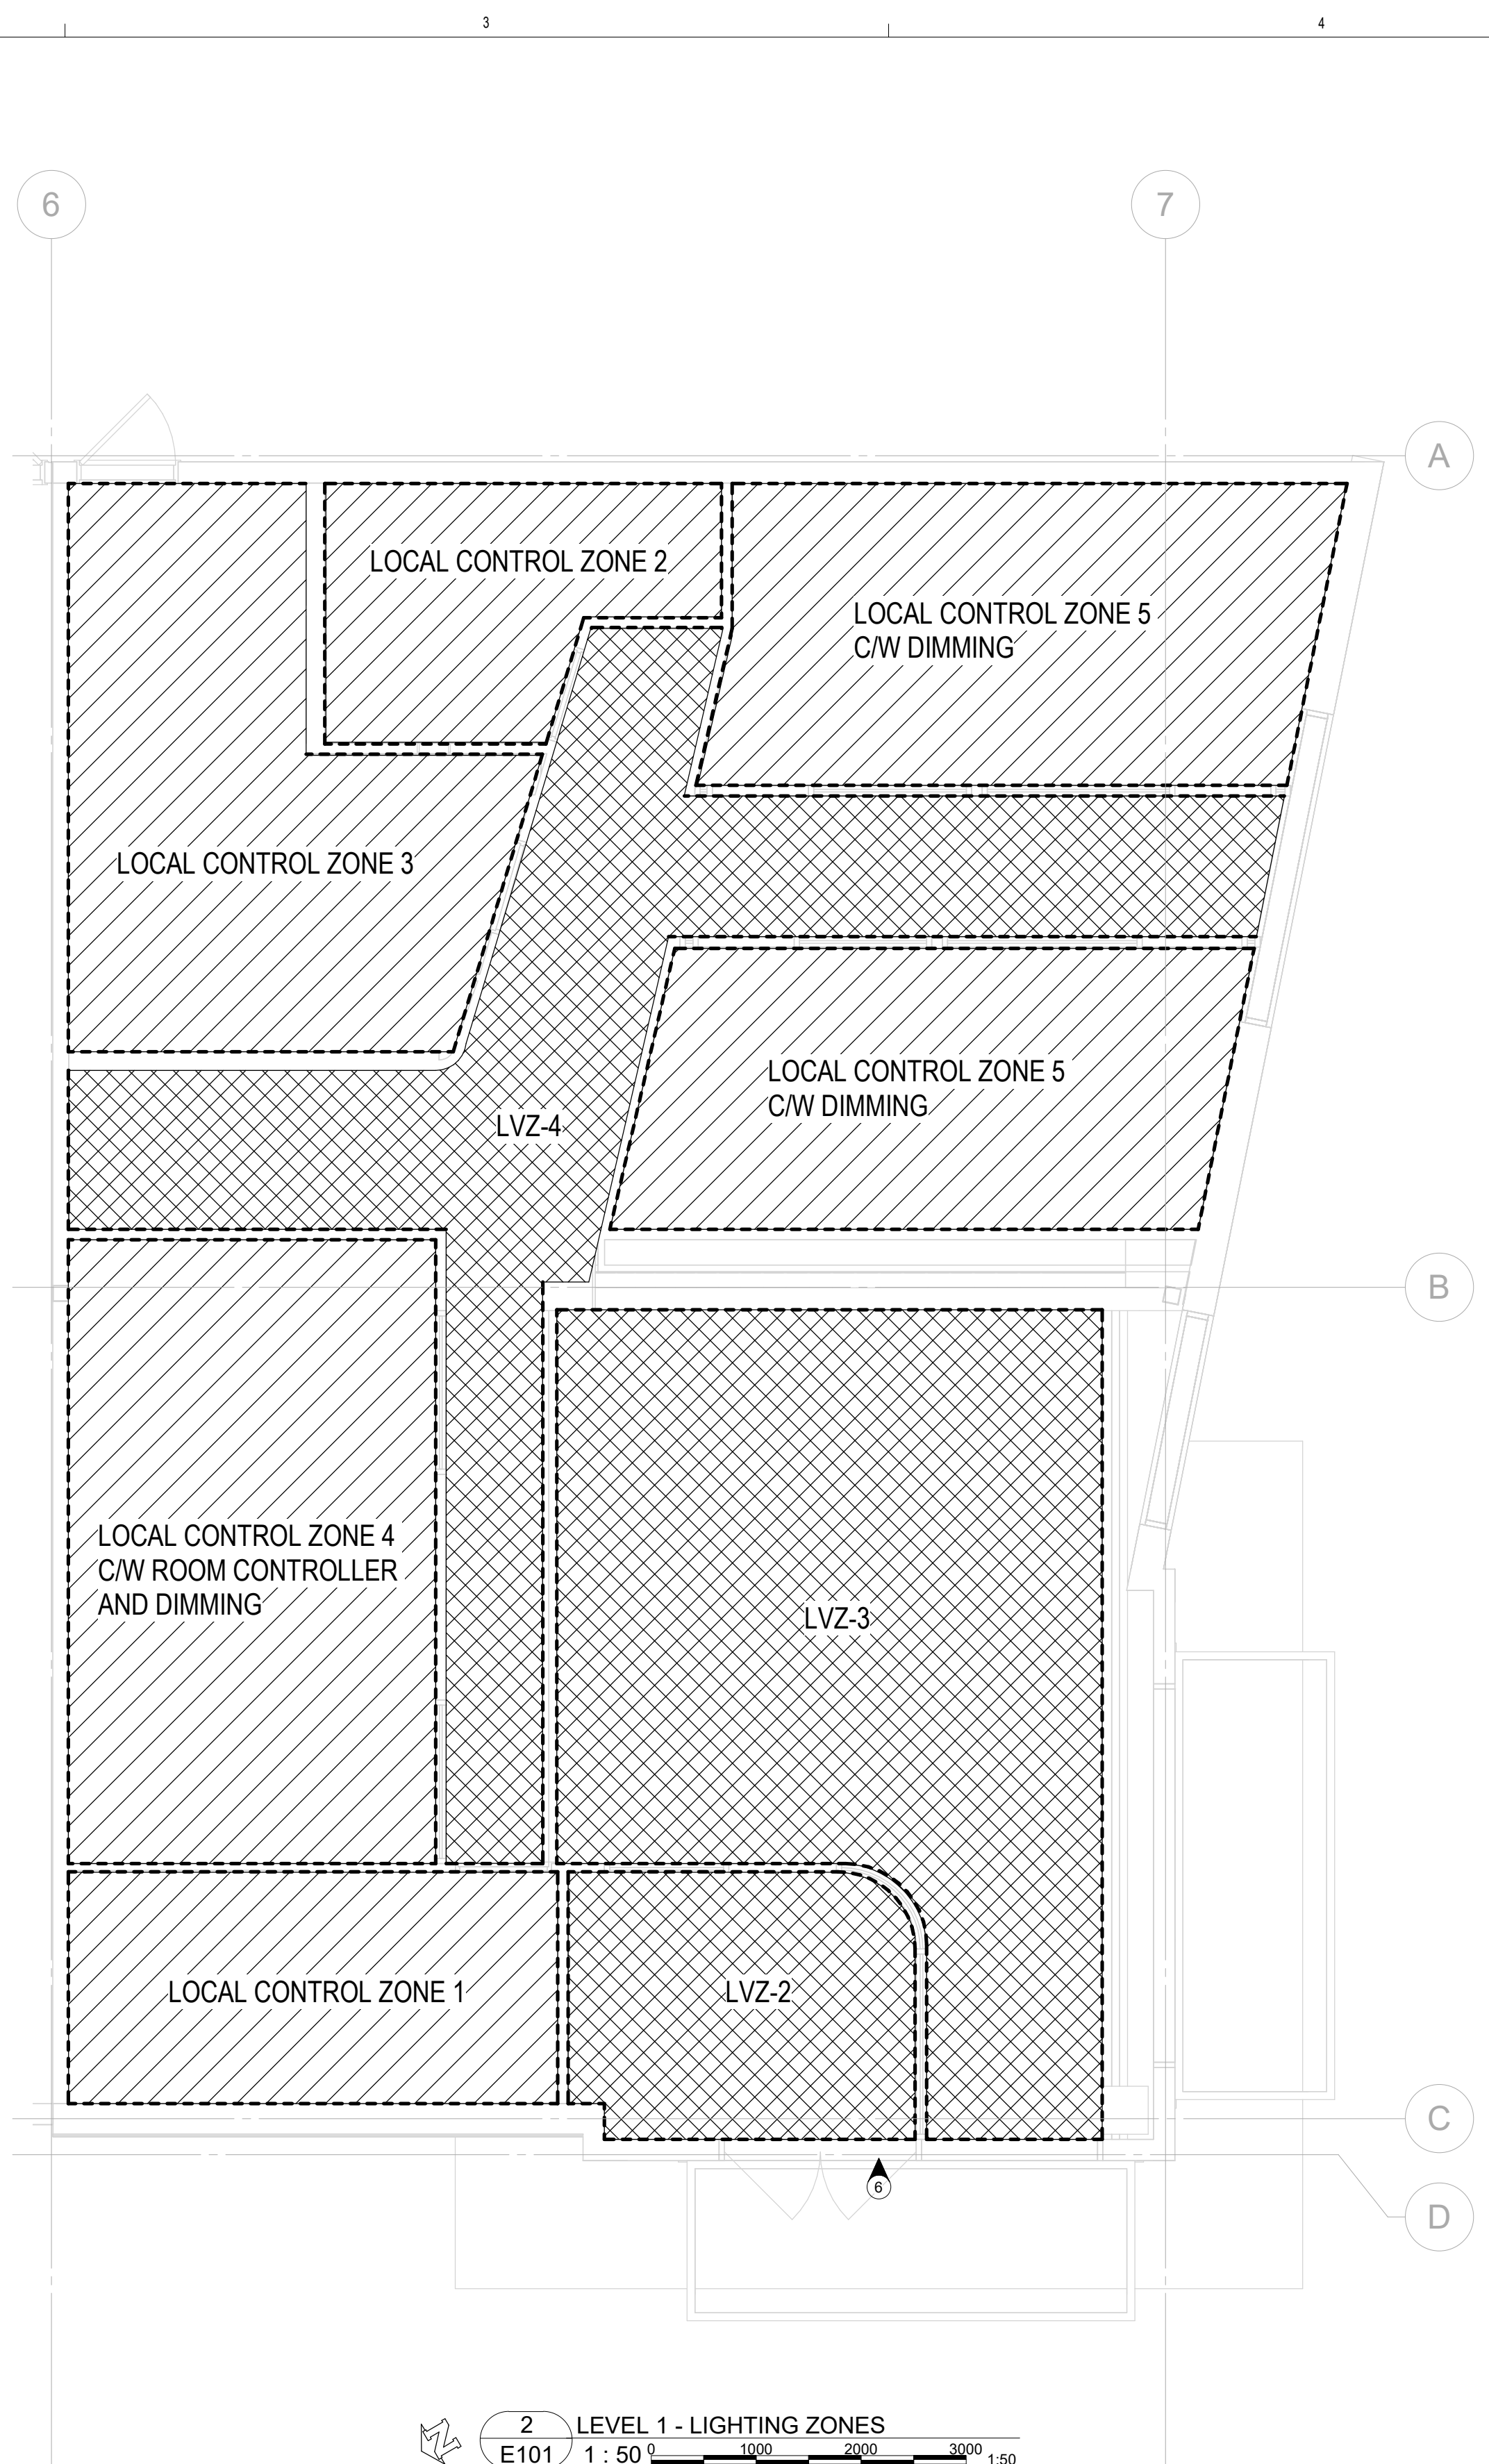 3
4
6
7
A
LOCAL CONTROL ZONE 2
LOCAL CONTROL ZONE 5
C/W DIMMING
LOCAL CONTROL ZONE 3
LOCAL CONTROL ZONE 5
C/W DIMMING
LVZ-4
B
LOCAL CONTROL ZONE 4
C/W ROOM CONTROLLER
AND DIMMING
LVZ-3
LOCAL CONTROL ZONE 1
LVZ-2
C
6
D
2
LEVEL 1 - LIGHTING ZONES
E101
1 : 50
0 1000 2000 3000
1:50
N